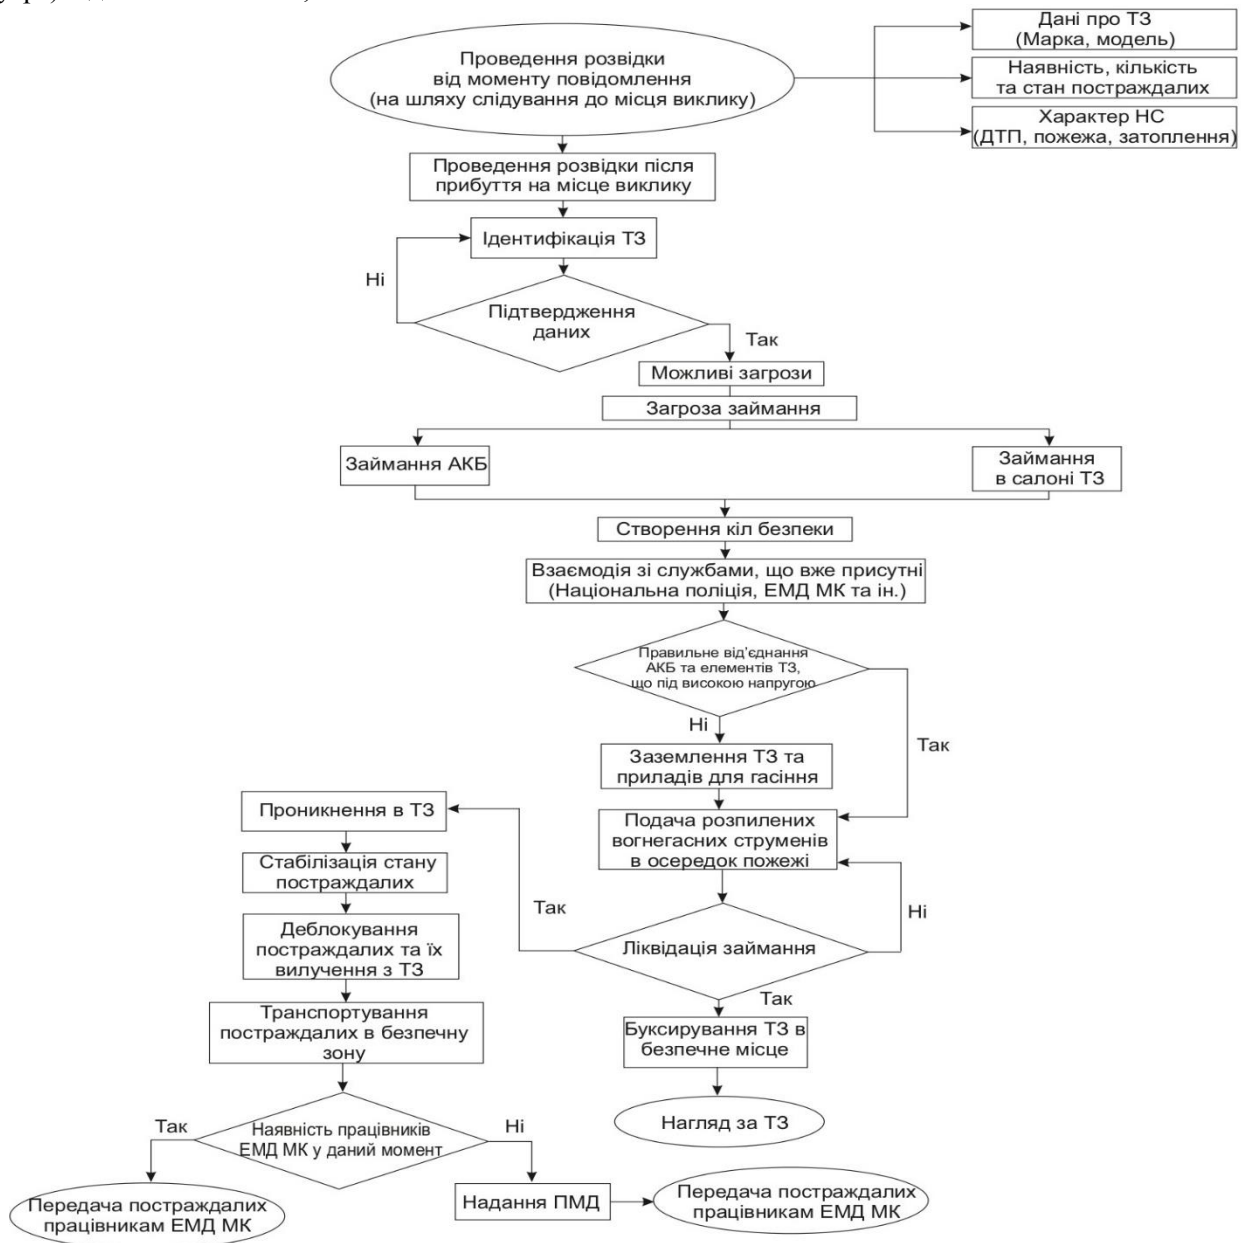 Проведення розвідки
від моменту повідомлення
(на шляху слідування до місця виклику)
Дані про ТЗ
(Марка, модель)
Наявність, кількість
та стан постраждалих
Характер НС
(ДТП, пожежа, затоплення)
Проведення розвідки після
прибуття на місце виклику
Ідентифікація ТЗ
Ні
Підтвердження
даних
Так
Можливі загрози
Загроза займання
Займання АКБ
Займання
в салоні ТЗ
Створення кіл безпеки
Взаємодія зі службами, що вже присутні
(Національна поліція, ЕМД МК та ін.)
Правильне від’єднання
АКБ та елементів ТЗ,
що під високою напругою
Ні
Так
Заземлення ТЗ та
приладів для гасіння
Подача розпилених
вогнегасних струменів
в осередок пожежі
Ні
Ліквідація займання
Так
Так
Проникнення в ТЗ
Стабілізація стану
постраждалих
Деблокування
постраждалих та їх
вилучення з ТЗ
Транспортування
постраждалих в безпечну
зону
Буксирування ТЗ в
безпечне місце
Нагляд за ТЗ
Наявність працівників
ЕМД МК у даний момент
Так
Ні
Передача постраждалих
працівникам ЕМД МК
Надання ПМД
Передача постраждалих
працівникам ЕМД МК